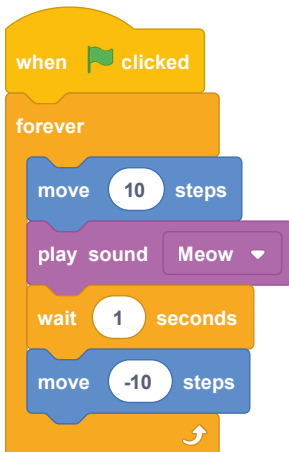 when clicked
forever
move 10 steps
play sound Meow
wait 1 seconds
move -10 steps